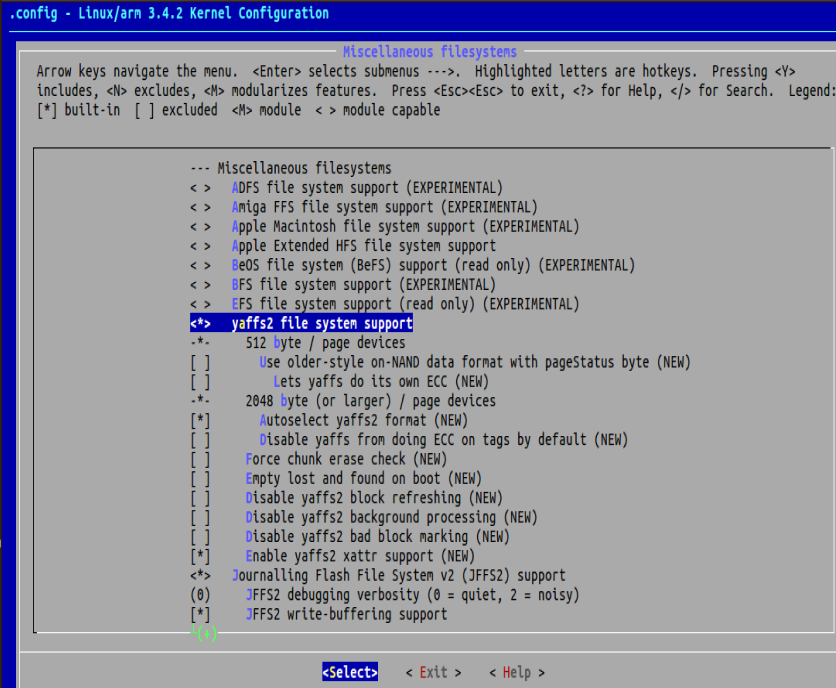 .config - Linux/arm 3.4.2 Kernel Configuration
Miscellaneous filesystems
Arrow keys navigate the menu.  <Enter> selects submenus --->.  Highlighted letters are hotkeys.  Pressing <Y>
includes, <N> excludes, <M> modularizes features.  Press <Esc><Esc> to exit, <?> for Help, </> for Search.  Legend:
[*] built-in  [ ] excluded  <M> module  < > module capable
--- Miscellaneous filesystems
< >   ADFS file system support (EXPERIMENTAL)
< >   Amiga FFS file system support (EXPERIMENTAL)
< >   Apple Macintosh file system support (EXPERIMENTAL)
< >   Apple Extended HFS file system support
< >   BeOS file system (BeFS) support (read only) (EXPERIMENTAL)
< >   BFS file system support (EXPERIMENTAL)
< >   EFS file system support (read only) (EXPERIMENTAL)
<*>   yaffs2 file system support
-*-     512 byte / page devices
[ ]       Use older-style on-NAND data format with pageStatus byte (NEW)
[ ]         Lets yaffs do its own ECC (NEW)
-*-     2048 byte (or larger) / page devices
[*]       Autoselect yaffs2 format (NEW)
[ ]       Disable yaffs from doing ECC on tags by default (NEW)
[ ]     Force chunk erase check (NEW)
[ ]     Empty lost and found on boot (NEW)
[ ]     Disable yaffs2 block refreshing (NEW)
[ ]     Disable yaffs2 background processing (NEW)
[ ]     Disable yaffs2 bad block marking (NEW)
[*]     Enable yaffs2 xattr support (NEW)
<*>   Journalling Flash File System v2 (JFFS2) support
(0)     JFFS2 debugging verbosity (0 = quiet, 2 = noisy)
[*]     JFFS2 write-buffering support
(+)
<Select>    < Exit >    < Help >